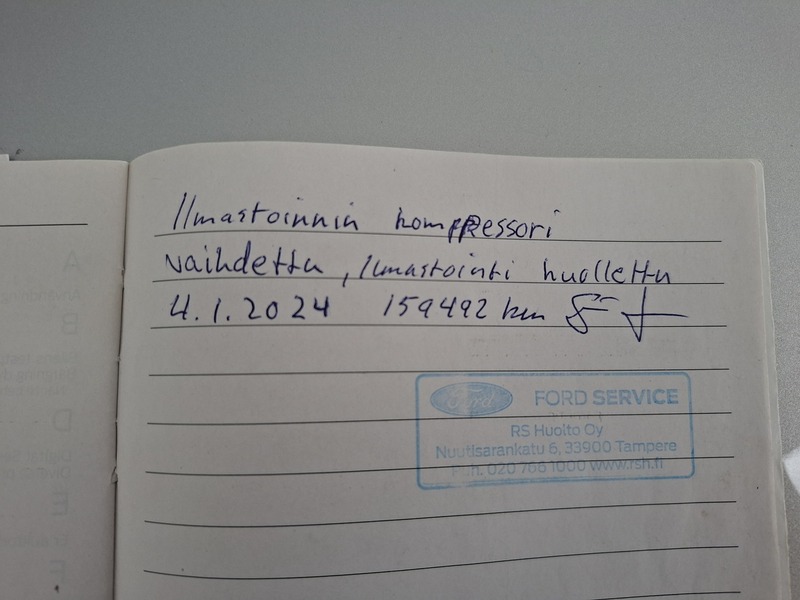 Ilmastoinnin kompressori
vaihdettu, Ilmastointi huollettu
4.1.2024 159492 km
Ford FORD SERVICE
RS Huolto Oy
Nuutisarankatu 6, 33900 Tampere
Puh. 020 766 1000 www.rsh.fi
A
B
D
E